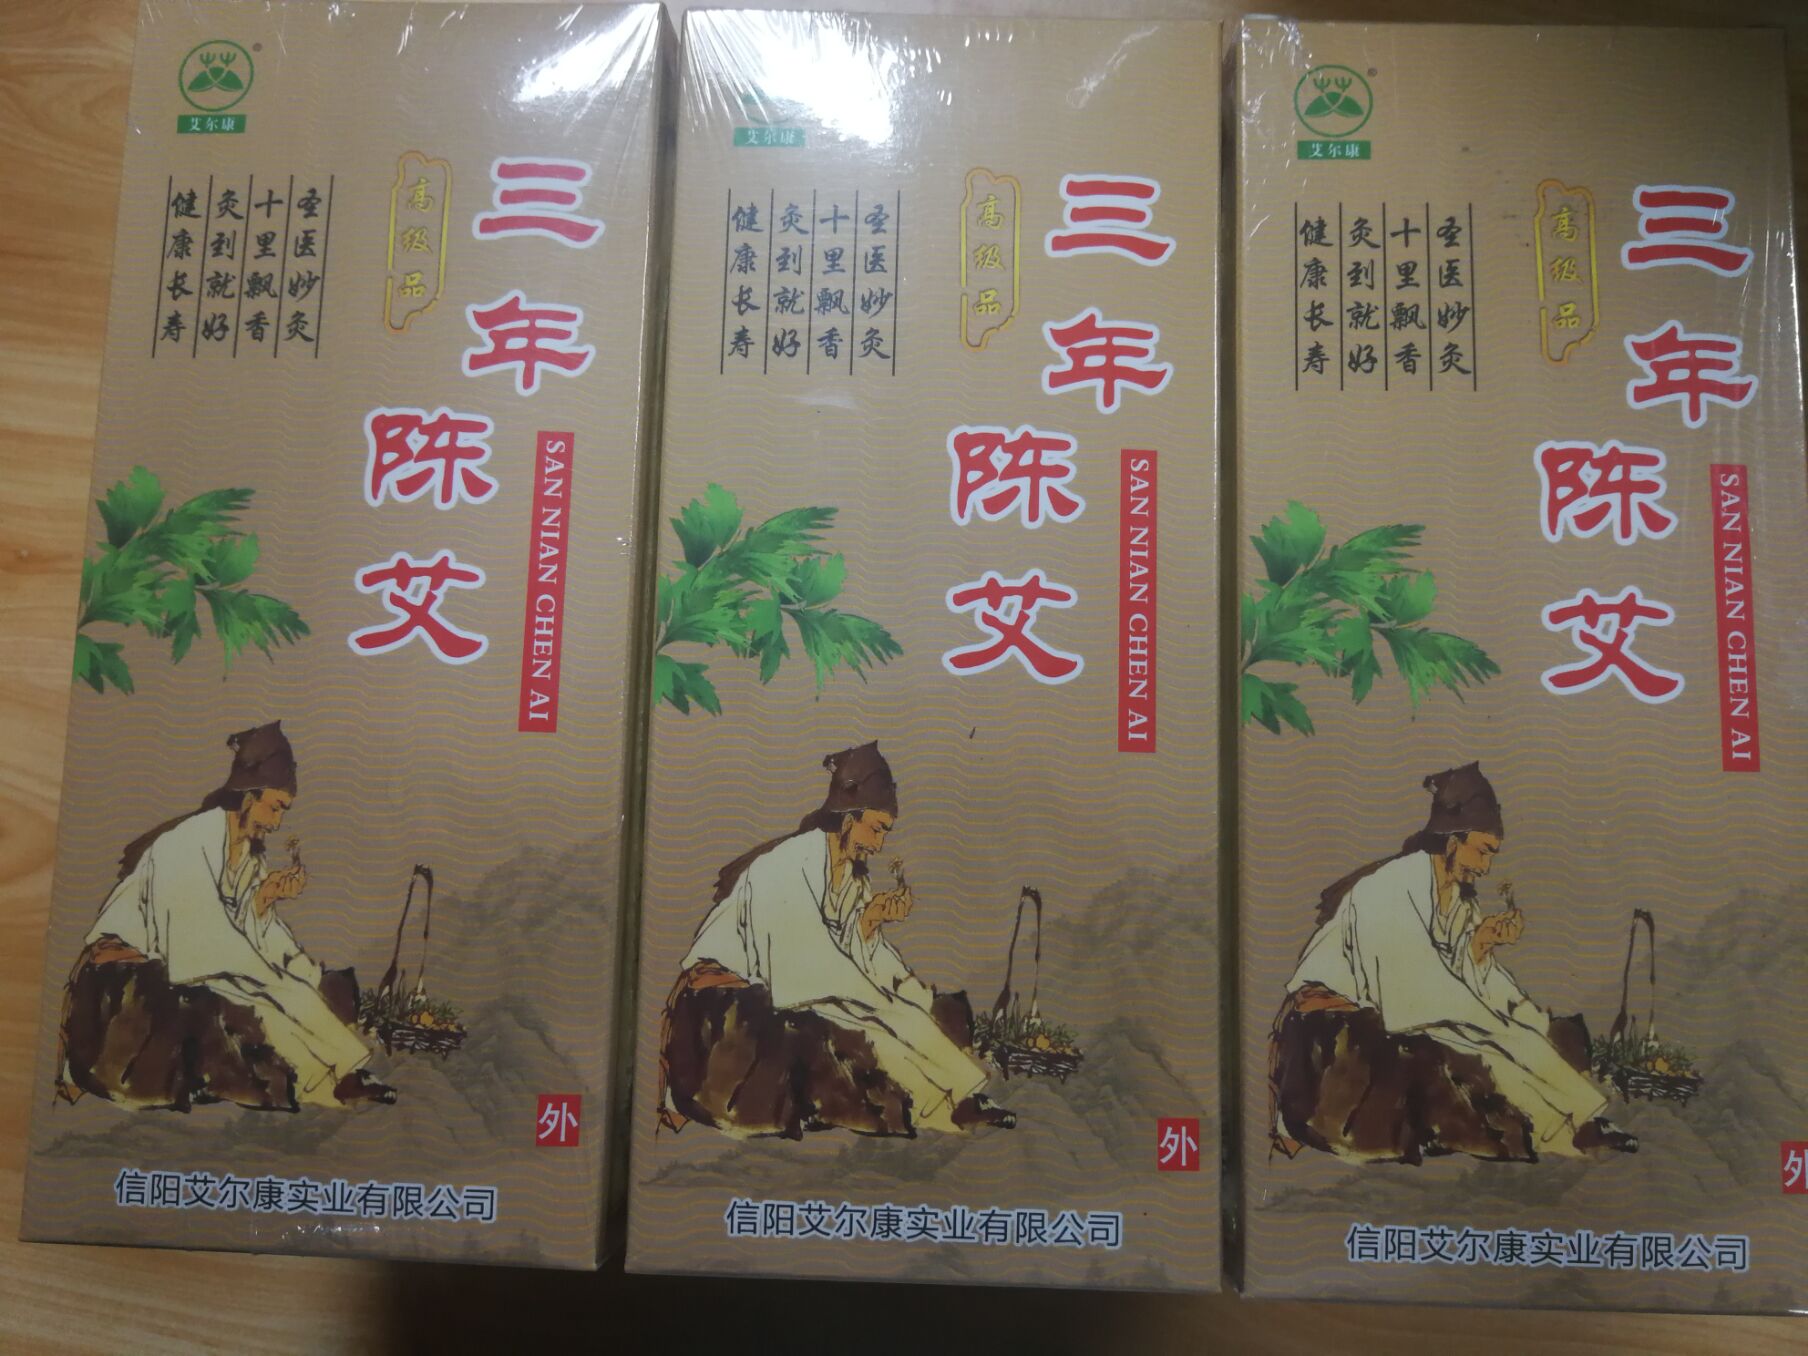 艾尔康
圣医妙灸
十里飘香
灸到就好
健康长寿
高级品
三年陈艾
SAN NIAN CHEN AI
外
信阳艾尔康实业有限公司
艾尔康
圣医妙灸
十里飘香
灸到就好
健康长寿
高级品
三年陈艾
SAN NIAN CHEN AI
外
信阳艾尔康实业有限公司
艾尔康
圣医妙灸
十里飘香
灸到就好
健康长寿
高级品
三年陈艾
SAN NIAN CHEN AI
外
信阳艾尔康实业有限公司